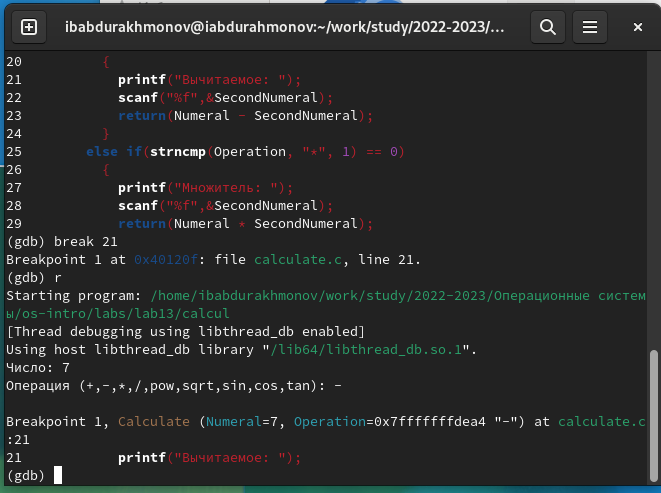 ibabdurakhmonov@iabdurahmonov:~/work/study/2022-2023/...
20          {
21            printf("Вычитаемое: ");
22            scanf("%f",&SecondNumeral);
23            return(Numeral - SecondNumeral);
24          }
25        else if(strncmp(Operation, "*", 1) == 0)
26          {
27            printf("Множитель: ");
28            scanf("%f",&SecondNumeral);
29            return(Numeral * SecondNumeral);
(gdb) break 21
Breakpoint 1 at 0x40120f: file calculate.c, line 21.
(gdb) r
Starting program: /home/ibabdurakhmonov/work/study/2022-2023/Операционные систем
ы/os-intro/labs/lab13/calcul
[Thread debugging using libthread_db enabled]
Using host libthread_db library "/lib64/libthread_db.so.1".
Число: 7
Операция (+,-,*,/,pow,sqrt,sin,cos,tan): -
Breakpoint 1, Calculate (Numeral=7, Operation=0x7fffffffdea4 "-") at calculate.c
:21
21            printf("Вычитаемое: ");
(gdb)